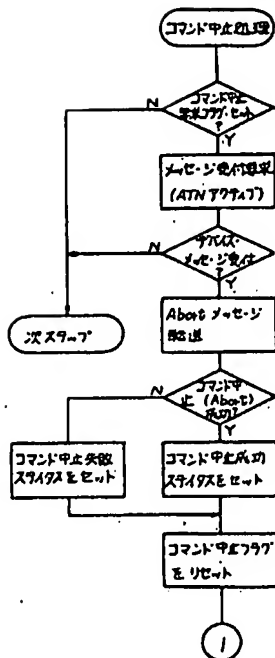 コマンド中止処理
コマンド中止
要求フラグ・セット
?
N
Y
メッセージ受付要求
(ATNアクティブ)
デバイス・
メッセージ受付
?
N
Y
次ステップ
Abortメッセージ
転送
コマンド中
止(Abort)
成功?
N
Y
コマンド中止失敗
ステイタスをセット
コマンド中止成功
ステイタスをセット
コマンド中止フラグ
をリセット
1